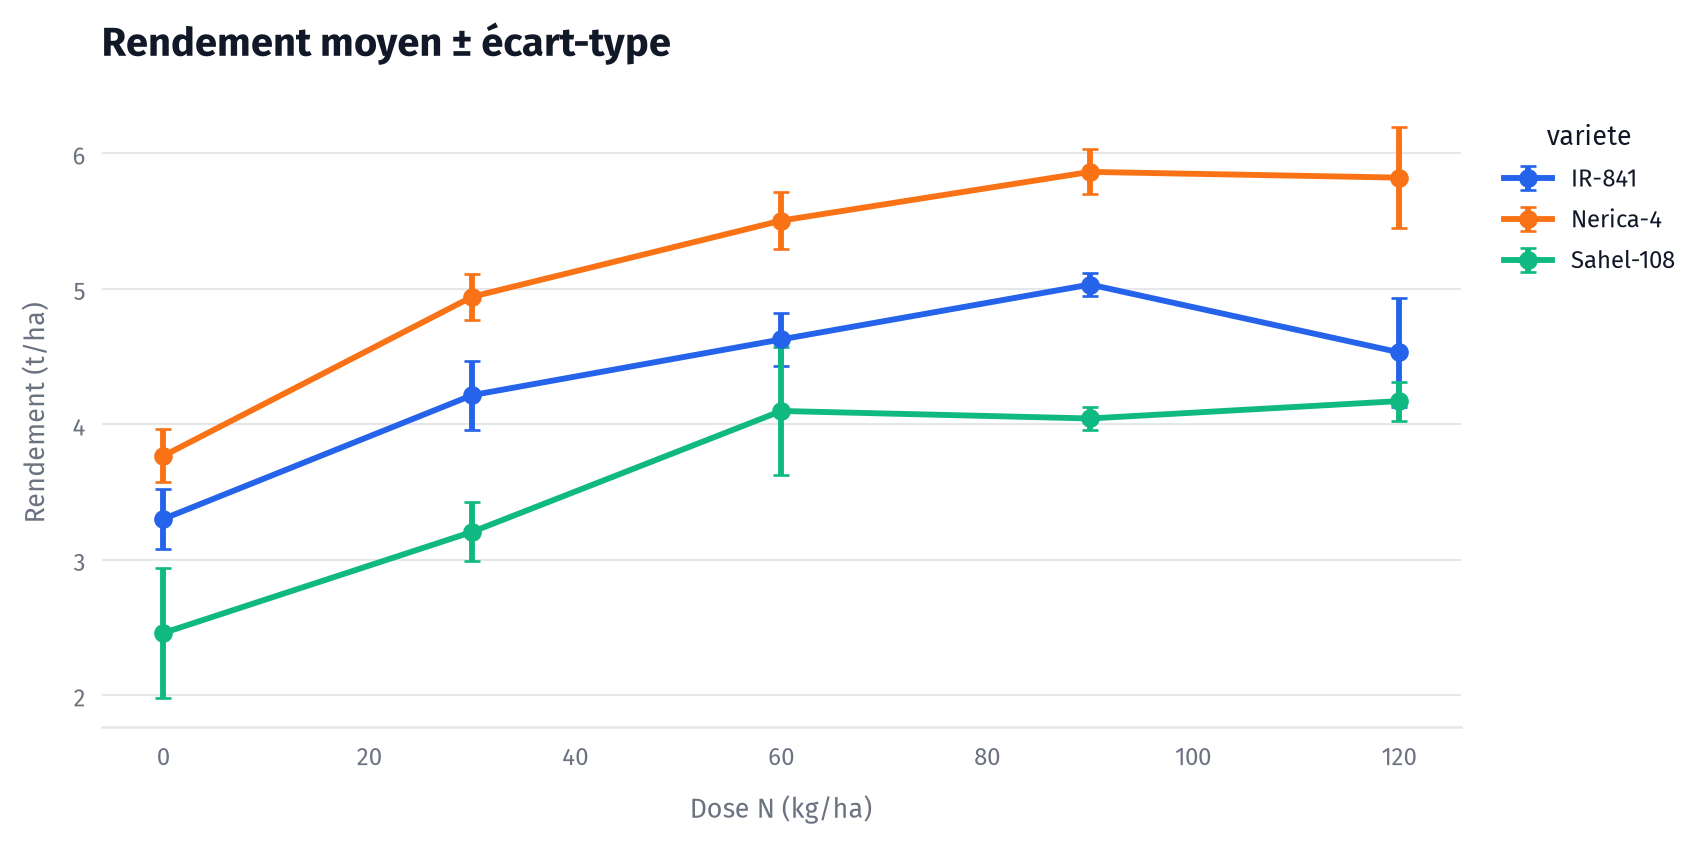 Rendement moyen ± écart-type
variete
IR-841
Nerica-4
Sahel-108
Rendement (t/ha)
6
5
4
3
2
0 20 40 60 80 100 120
Dose N (kg/ha)